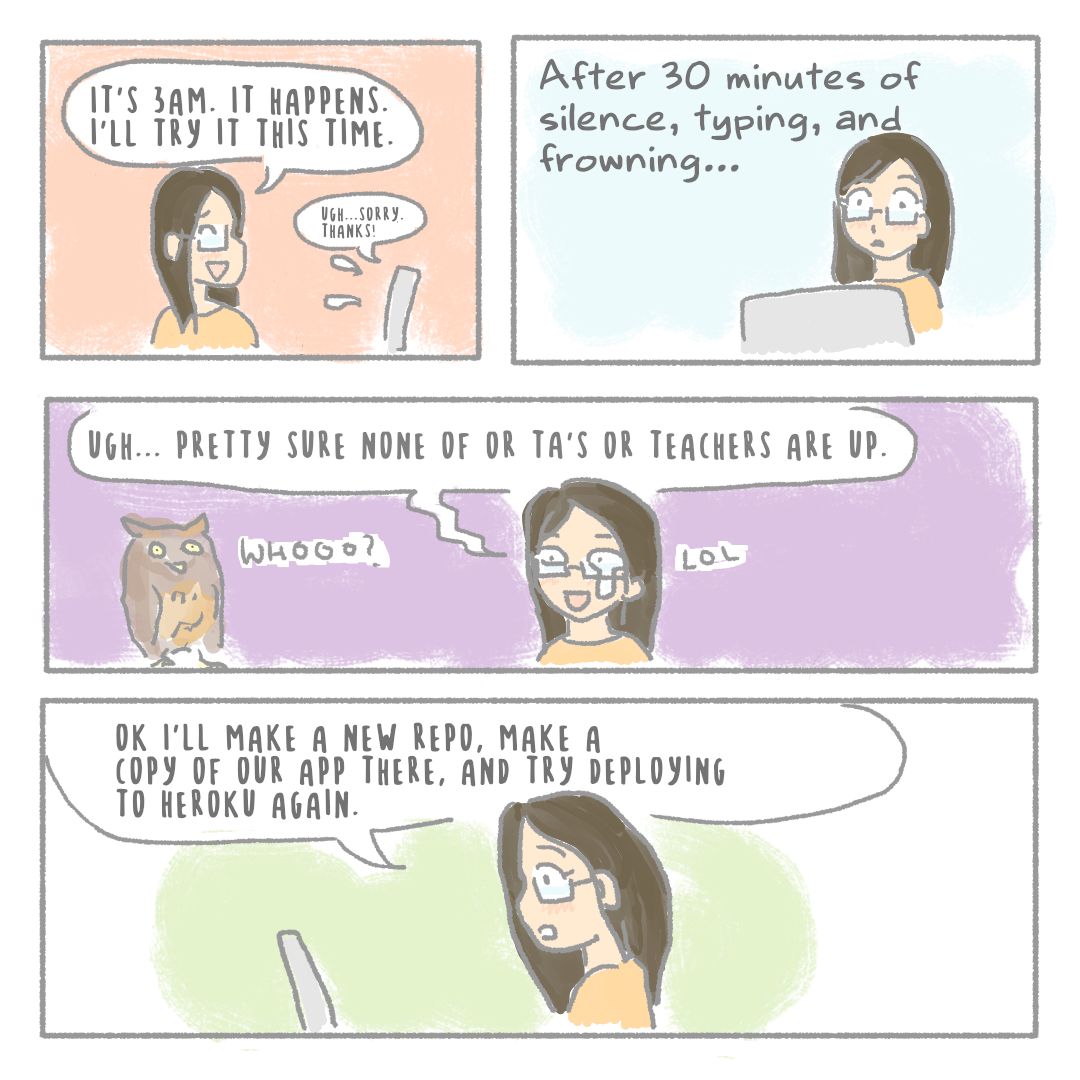 IT'S 3AM. IT HAPPENS.
I'LL TRY IT THIS TIME.
UGH...SORRY.
THANKS!
After 30 minutes of
silence, typing, and
frowning...
UGH... PRETTY SURE NONE OF OR TA'S OR TEACHERS ARE UP.
WHOOO?
LOL
OK I'LL MAKE A NEW REPO, MAKE A
COPY OF OUR APP THERE, AND TRY DEPLOYING
TO HEROKU AGAIN.